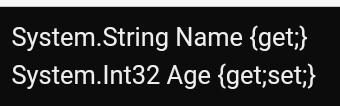 System.String Name {get;}
System.Int32 Age {get;set;}